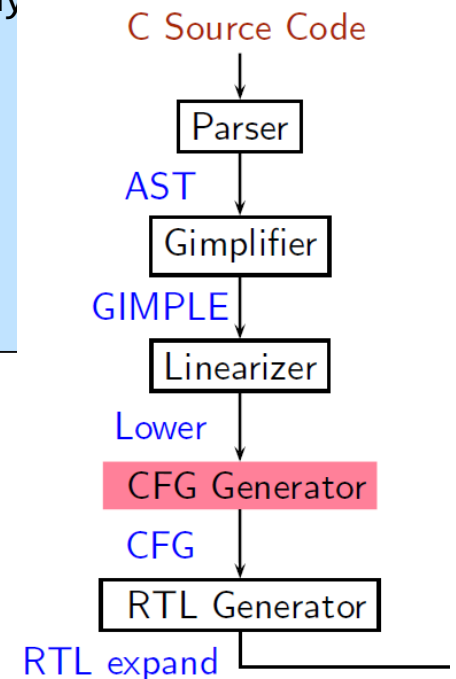 C Source Code
Parser
AST
Gimplifier
GIMPLE
Linearizer
Lower
CFG Generator
CFG
RTL Generator
RTL expand